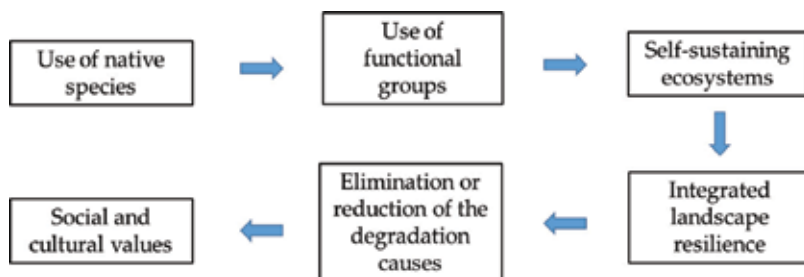 Use of native
species
Use of
functional
groups
Self-sustaining
ecosystems
Integrated
landscape
resilience
Elimination or
reduction of the
degradation
causes
Social and
cultural values